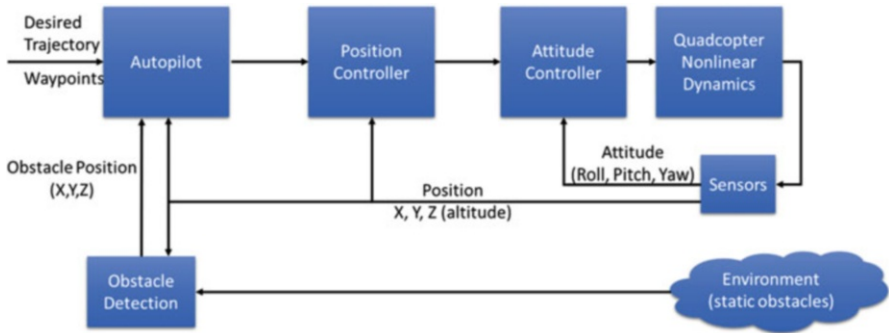 Desired
Trajectory
Waypoints
Autopilot
Position
Controller
Attitude
Controller
Quadcopter
Nonlinear
Dynamics
Obstacle Position
(X,Y,Z)
Attitude
(Roll, Pitch, Yaw)
Sensors
Position
X, Y, Z (altitude)
Obstacle
Detection
Environment
(static obstacles)